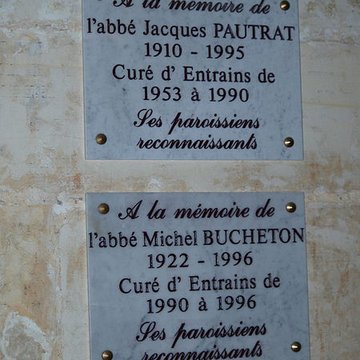 A la mémoire de
l'abbé Jacques PAUTRAT
1910 - 1995
Curé d' Entrains de
1953 à 1990
Ses paroissiens
reconnaissants
A la mémoire de
l'abbé Michel BUCHETON
1922 - 1996
Curé d' Entrains de
1990 à 1996
Ses paroissiens
reconnaissants